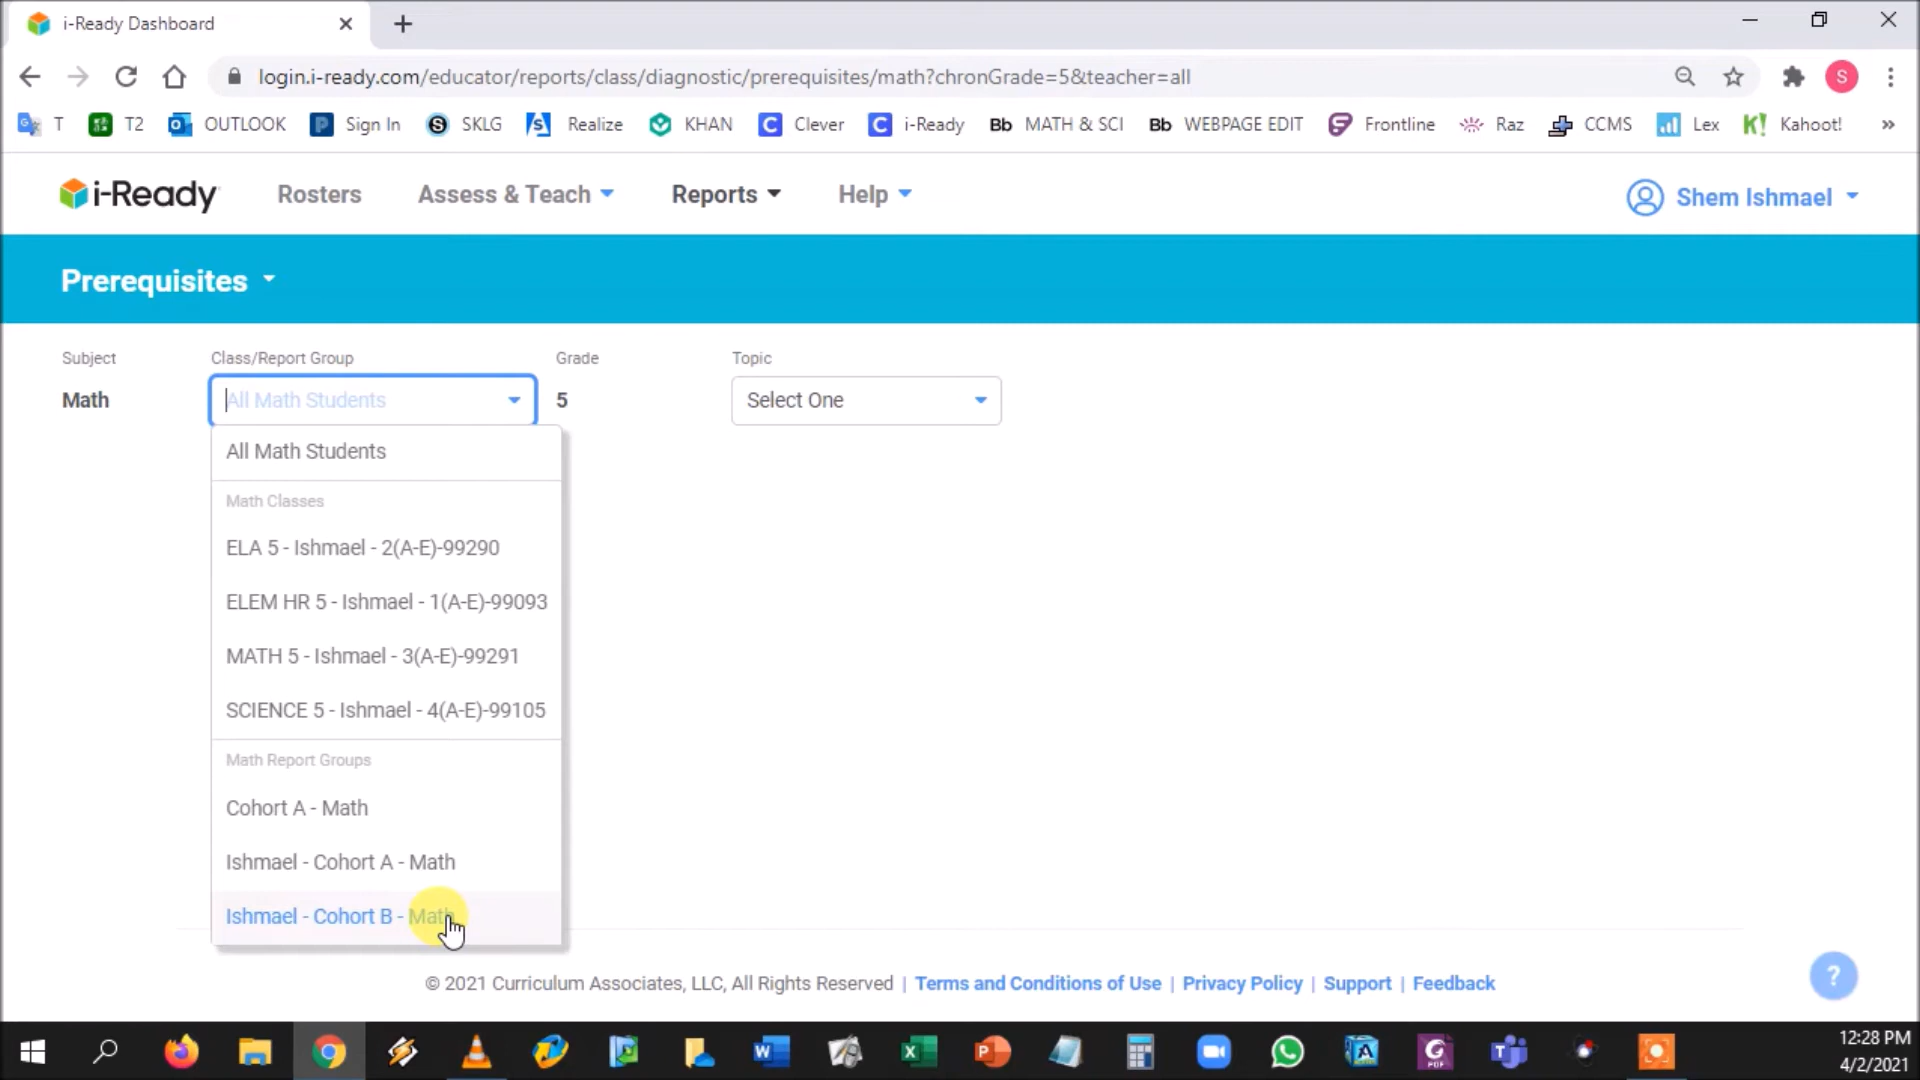 i-Ready Dashboard
login.i-ready.com/educator/reports/class/diagnostic/prerequisites/math?chronGrade=5&teacher=all
S
T T2 OUTLOOK Sign In SKLG Realize KHAN Clever i-Ready Bb MATH & SCI Bb WEBPAGE EDIT Frontline Raz CCMS Lex Kahoot! »
i-Ready Rosters Assess & Teach Reports Help Shem Ishmael
Prerequisites
Subject Class/Report Group Grade Topic
Math All Math Students 5 Select One
All Math Students
Math Classes
ELA 5 - Ishmael - 2(A-E)-99290
ELEM HR 5 - Ishmael - 1(A-E)-99093
MATH 5 - Ishmael - 3(A-E)-99291
SCIENCE 5 - Ishmael - 4(A-E)-99105
Math Report Groups
Cohort A - Math
Ishmael - Cohort A - Math
Ishmael - Cohort B - Math
© 2021 Curriculum Associates, LLC, All Rights Reserved | Terms and Conditions of Use | Privacy Policy | Support | Feedback
?
12:28 PM
4/2/2021